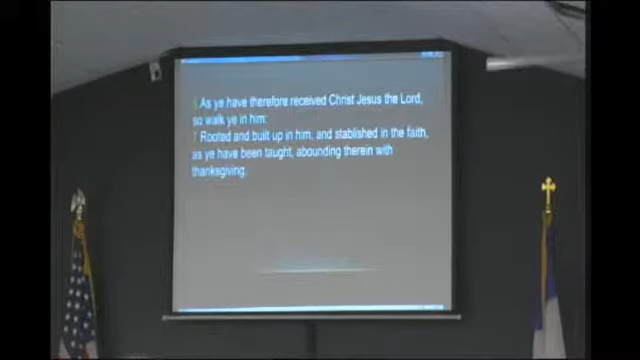 6 As ye have therefore received Christ Jesus the Lord,
so walk ye in him:
7 Rooted and built up in him, and stablished in the faith,
as ye have been taught, abounding therein with
thanksgiving.